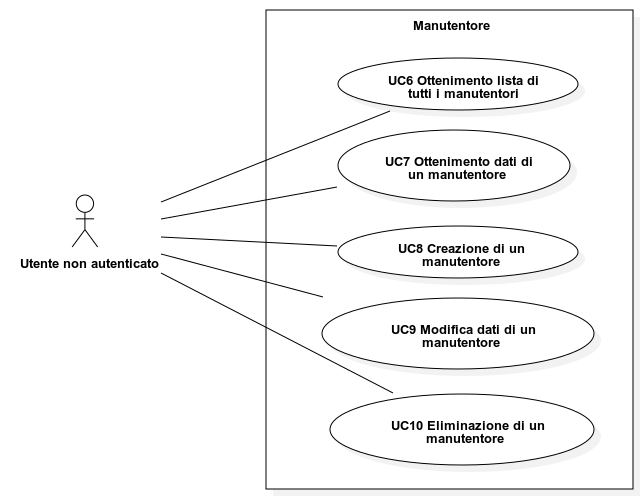 Manutentore
UC6 Ottenimento lista di
tutti i manutentori
UC7 Ottenimento dati di
un manutentore
UC8 Creazione di un
manutentore
Utente non autenticato
UC9 Modifica dati di un
manutentore
UC10 Eliminazione di un
manutentore